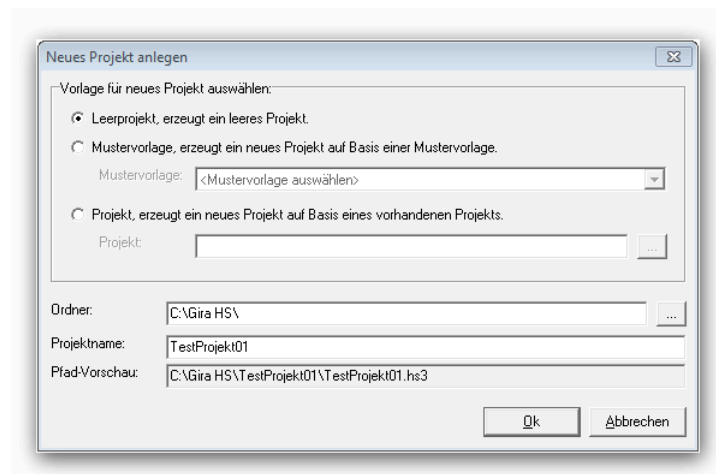 Neues Projekt anlegen
Vorlage für neues Projekt auswählen:
Leerprojekt, erzeugt ein leeres Projekt.
Mustervorlage, erzeugt ein neues Projekt auf Basis einer Mustervorlage.
Mustervorlage: <Mustervorlage auswählen>
Projekt, erzeugt ein neues Projekt auf Basis eines vorhandenen Projekts.
Projekt: ...
Ordner: C:\Gira HS\ ...
Projektname: TestProjekt01
Pfad-Vorschau: C:\Gira HS\TestProjekt01\TestProjekt01.hs3
Ok Abbrechen